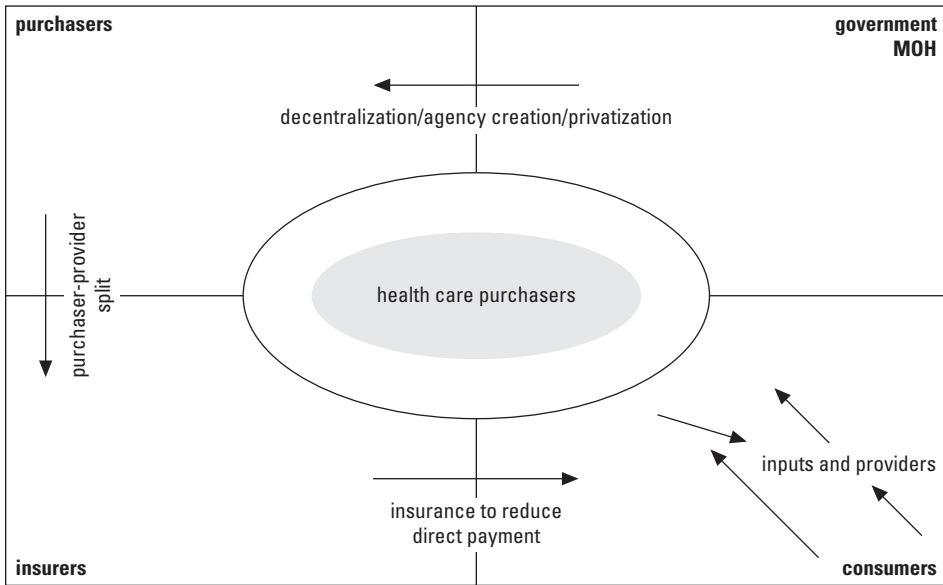 purchasers
government
MOH
decentralization/agency creation/privatization
purchaser-provider
split
health care purchasers
inputs and providers
insurance to reduce
direct payment
insurers
consumers